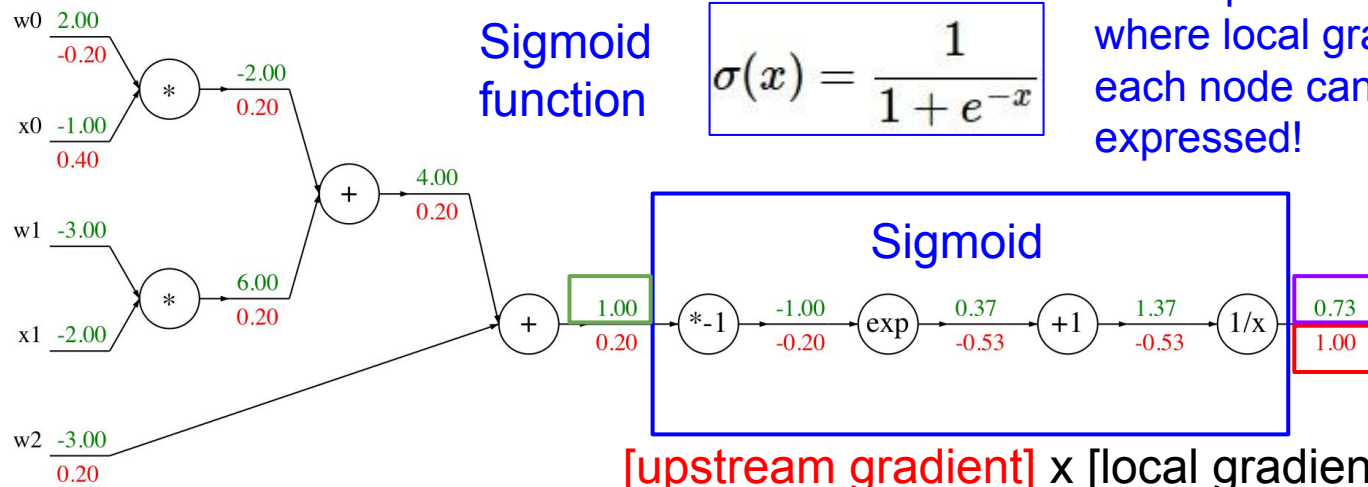 w0 2.00
-0.20
x0 -1.00
0.40
*
-2.00
0.20
w1 -3.00
x1 -2.00
*
6.00
0.20
+
4.00
0.20
w2 -3.00
0.20
+
Sigmoid
function
σ(x) = 1 / (1 + e^{-x})
where local
each node can
expressed!
Sigmoid
1.00
0.20
*-1
-1.00
-0.20
exp
0.37
-0.53
+1
1.37
-0.53
1/x
0.73
1.00
[upstream gradient] x [local